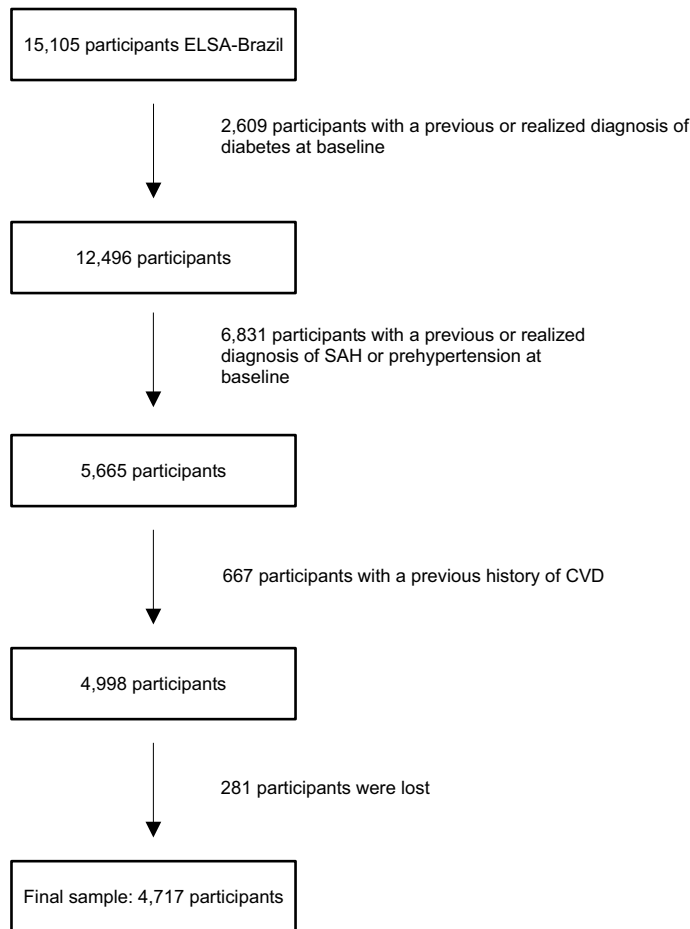 15,105 participants ELSA-Brazil
2,609 participants with a previous or realized diagnosis of
diabetes at baseline
12,496 participants
6,831 participants with a previous or realized
diagnosis of SAH or prehypertension at
baseline
5,665 participants
667 participants with a previous history of CVD
4,998 participants
281 participants were lost
Final sample: 4,717 participants